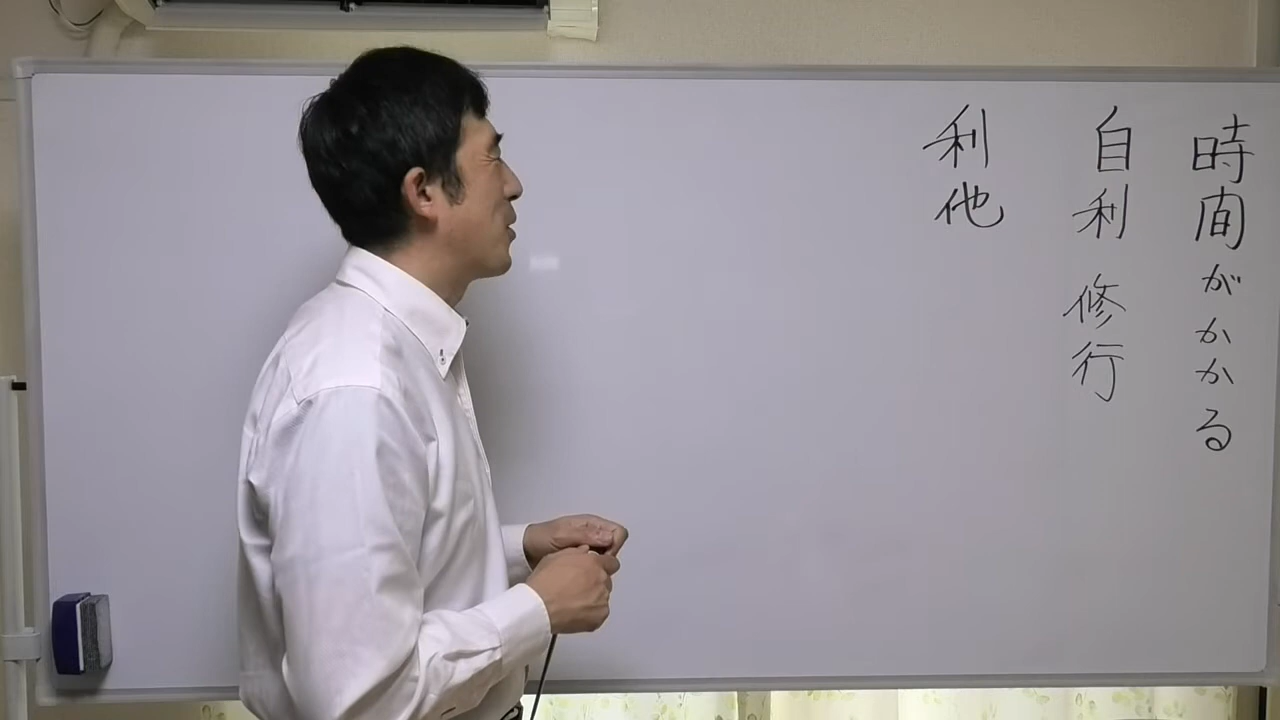 時間がかかる
自利 修行
利他